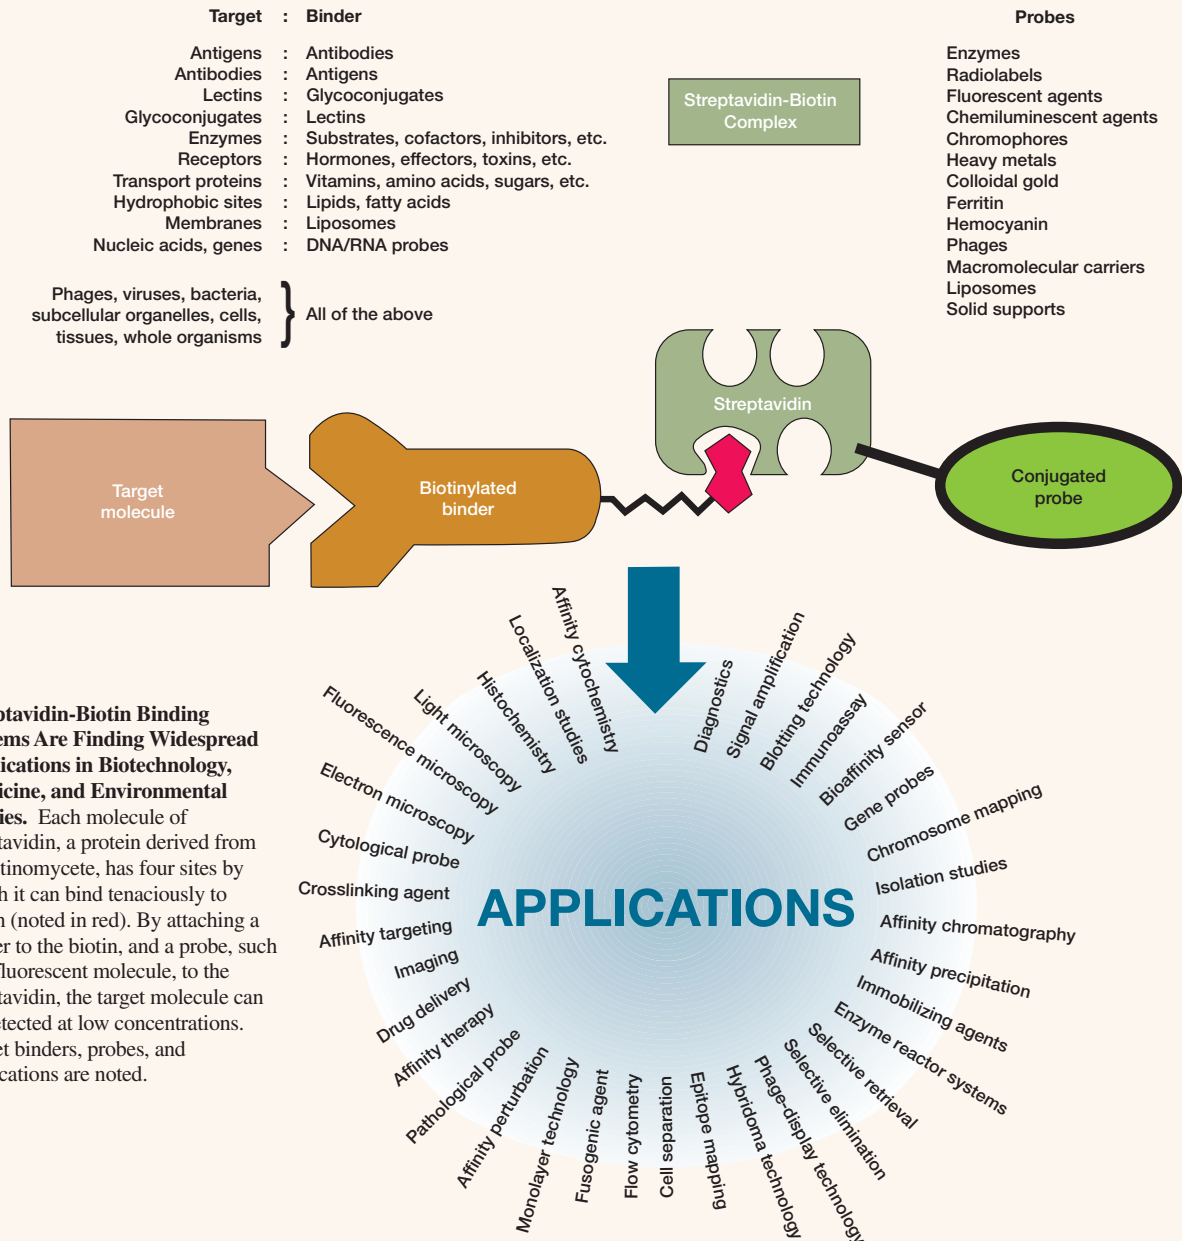 Target : Binder
Antigens : Antibodies
Antibodies : Antigens
Lectins : Glycoconjugates
Glycoconjugates : Lectins
Enzymes : Substrates, cofactors, inhibitors, etc.
Receptors : Hormones, effectors, toxins, etc.
Transport proteins : Vitamins, amino acids, sugars, etc.
Hydrophobic sites : Lipids, fatty acids
Membranes : Liposomes
Nucleic acids, genes : DNA/RNA probes
Phages, viruses, bacteria,
subcellular organelles, cells,
tissues, whole organisms
} All of the above
Streptavidin-Biotin
Complex
Probes
Enzymes
Radiolabels
Fluorescent agents
Chemiluminescent agents
Chromophores
Heavy metals
Colloidal gold
Ferritin
Hemocyanin
Phages
Macromolecular carriers
Liposomes
Solid supports
Target
molecule
Biotinylated
binder
Streptavidin
Conjugated
probe
ptavidin-Biotin Binding
ems Are Finding Widespread
lications in Biotechnology,
icine, and Environmental
ies. Each molecule of
tavidin, a protein derived from
tinomycete, has four sites by
h it can bind tenaciously to
n (noted in red). By attaching a
er to the biotin, and a probe, such
fluorescent molecule, to the
tavidin, the target molecule can
etected at low concentrations.
et binders, probes, and
cations are noted.
APPLICATIONS
Affinity cytochemistry
Localization studies
Histochemistry
Light microscopy
Fluorescence microscopy
Electron microscopy
Cytological probe
Crosslinking agent
Affinity targeting
Imaging
Drug delivery
Affinity therapy
Pathological probe
Affinity perturbation
Monolayer technology
Fusogenic agent
Flow cytometry
Cell separation
Epitope mapping
Hybridoma technology
Phage-display technology
Selective elimination
Selective retrieval
Enzyme reactor systems
Immobilizing agents
Affinity precipitation
Affinity chromatography
Isolation studies
Chromosome mapping
Gene probes
Bioaffinity sensor
Immunoassay
Blotting technology
Signal amplification
Diagnostics